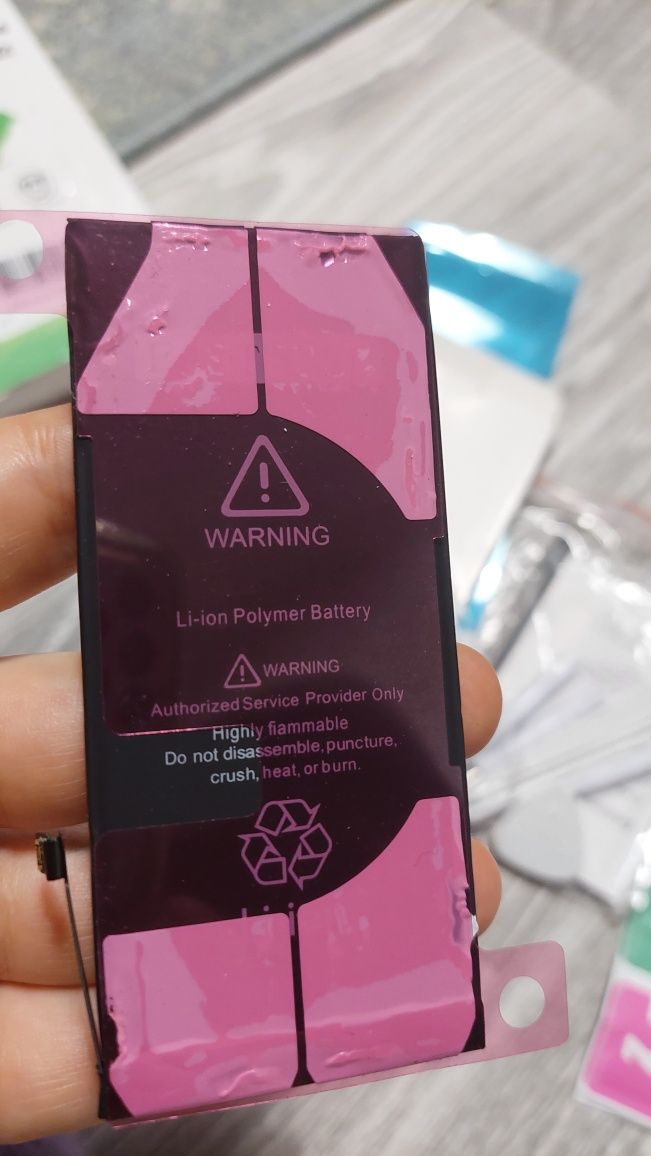 WARNING
Li-ion Polymer Battery
WARNING
Authorized Service Provider Only
Highly fiammable
Do not disassemble, puncture,
crush, heat, or burn.